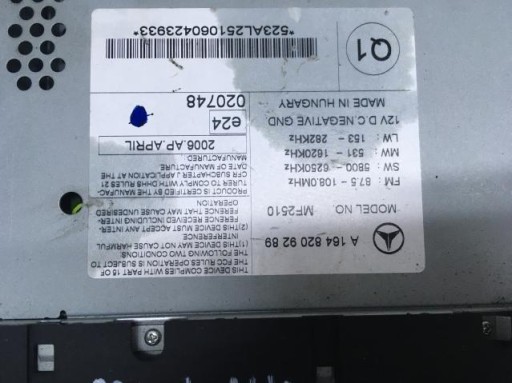 A 164 820 92 89
MODEL NO. MF2510
FM : 87.5 - 108.0MHz
SW : 5800 - 6250KHz
MW : 531 - 1620KHz
LW : 153 - 282KHz
12V D.C.NEGATIVE GND.
MADE IN HUNGARY
THIS DEVICE COMPLIES WITH PART 15 OF
THE FCC RULES OPERATION IS SUBJECT TO
THE FOLLOWING TWO CONDITIONS:
(1)THIS DEVICE MAY NOT CAUSE HARMFUL
INTERFERENCE
(2)THIS DEVICE MUST ACCEPT ANY INTER-
FERENCE RECEIVED INCLUDING INTER-
FERENCE THAT MAY CAUSE UNDESIRED
OPERATION
PRODUCT IS CERTIFIED BY THE MANUFAC-
TURER TO COMPLY WITH DHHS RULES 21
CFR SUBCHAPTER J APPLICATION AT THE
DATE OF MANUFACTURE
MANUFACTURED:
2006.AP.APRIL
e24
020748
Q1
*523AL251060423933*